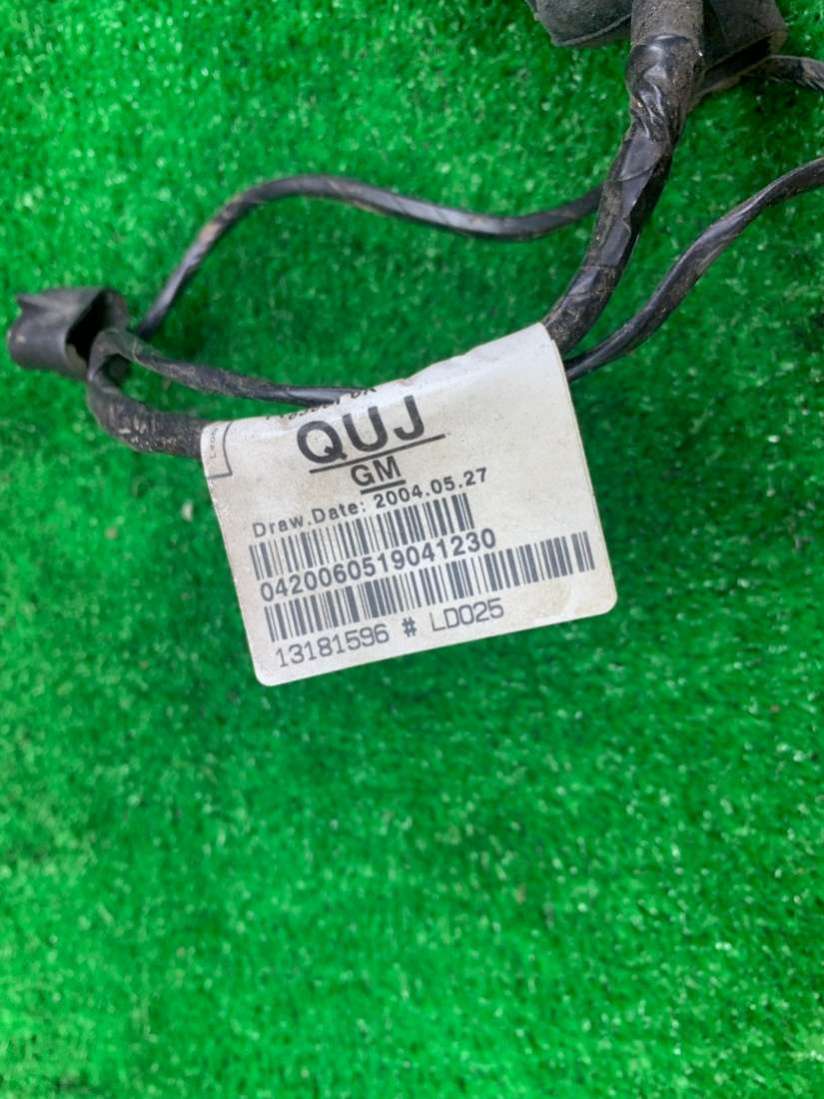 QUJ
GM
Draw.Date: 2004.05.27
0420060519041230
13181596 # LD025